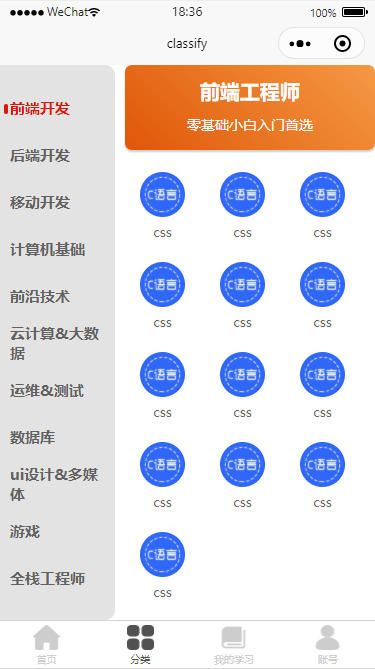 WeChat 18:36 100%
classify
前端开发
后端开发
移动开发
计算机基础
前沿技术
云计算&大数
据
运维&测试
数据库
ui设计&多媒
体
游戏
全栈工程师
前端工程师
零基础小白入门首选
C语言 C语言 C语言
css css css
C语言 C语言 C语言
css css css
C语言 C语言 C语言
css css css
C语言 C语言 C语言
css css css
C语言
css
首页 分类 我的学习 账号